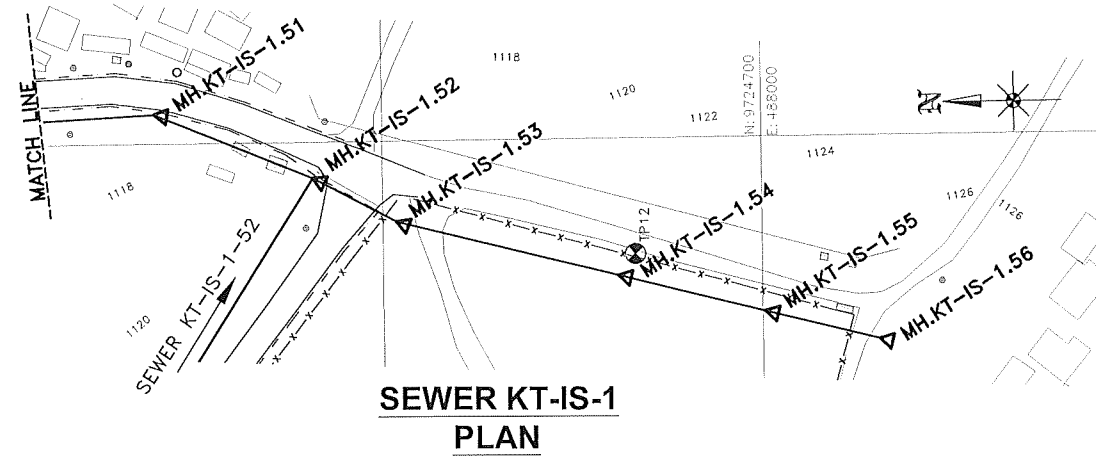 MATCH LINE
MH.KT-IS-1.51
MH.KT-IS-1.52
MH.KT-IS-1.53
MH.KT-IS-1.54
MH.KT-IS-1.55
MH.KT-IS-1.56
1118
1120
1122
N: 9724700
E: 488000
N
1124
1126
1126
1118
TP12
1120
SEWER KT-IS-1-52
SEWER KT-IS-1
PLAN